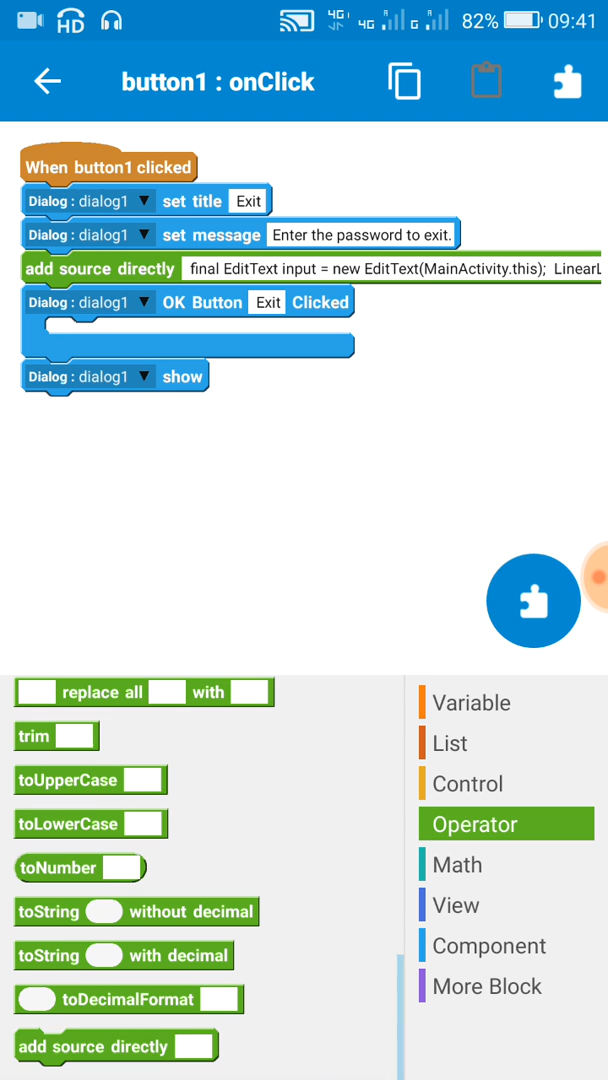 HD 4G 4G R G R 82% 09:41
button1 : onClick
When button1 clicked
Dialog : dialog1 set title Exit
Dialog : dialog1 set message Enter the password to exit.
add source directly final EditText input = new EditText(MainActivity.this); LinearL
Dialog : dialog1 OK Button Exit Clicked
Dialog : dialog1 show
replace all with
trim
toUpperCase
toLowerCase
toNumber
toString without decimal
toString with decimal
toDecimalFormat
add source directly
Variable
List
Control
Operator
Math
View
Component
More Block